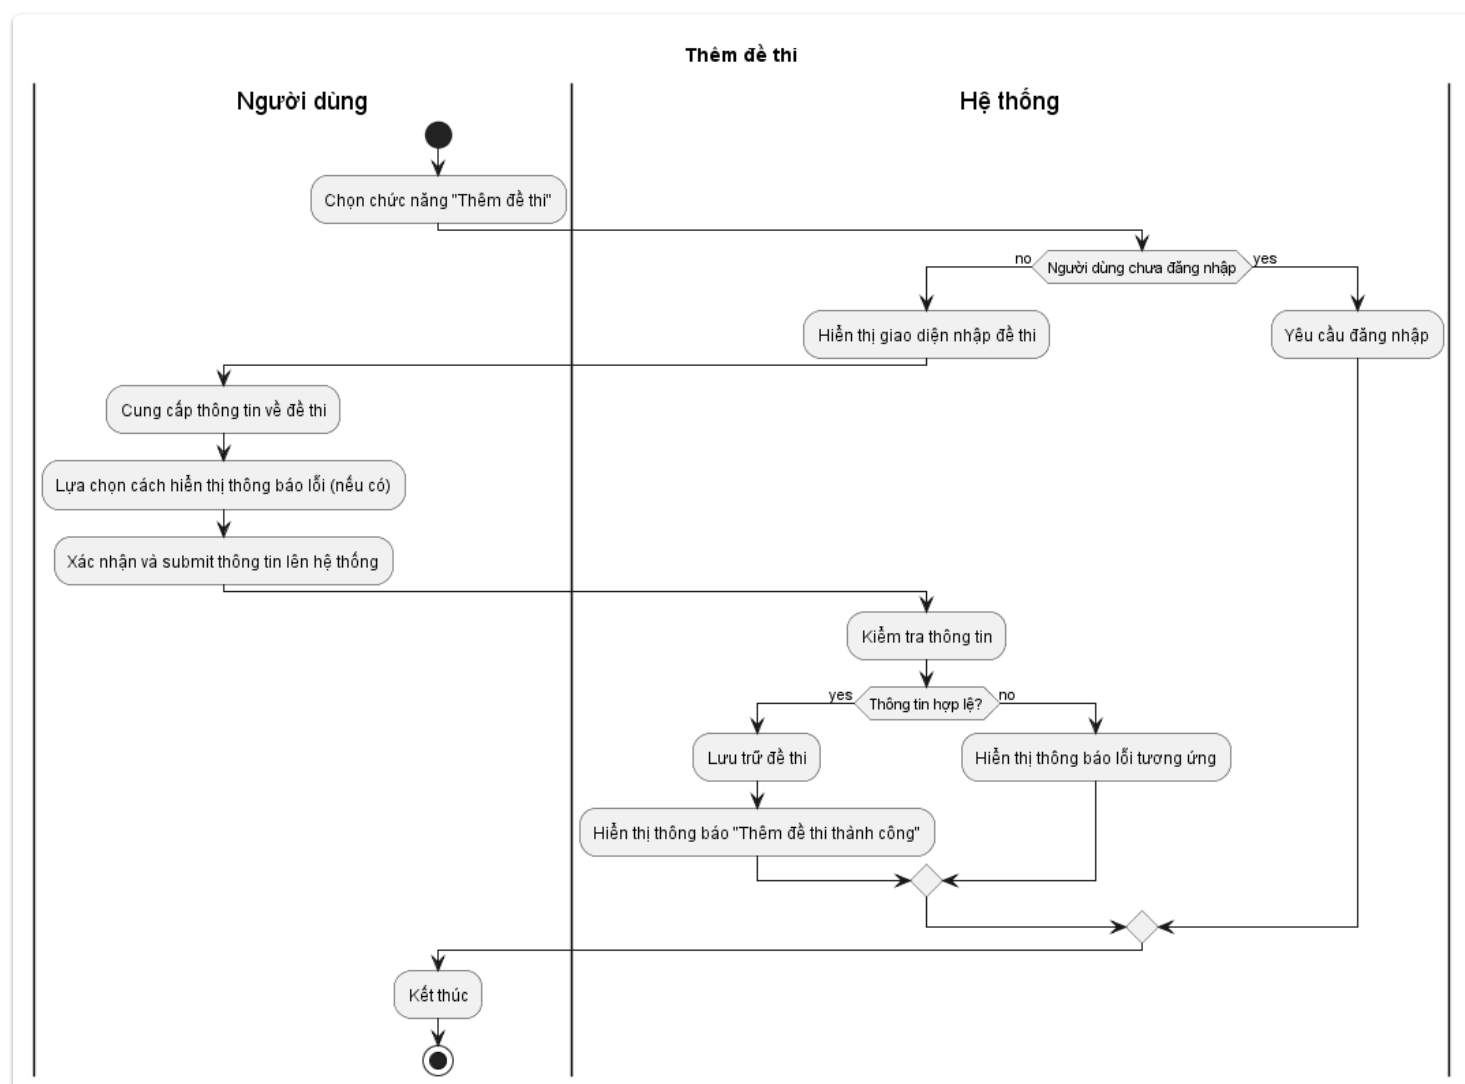 Thêm đề thi
Người dùng
Hệ thống
Chọn chức năng "Thêm đề thi"
no
Người dùng chưa đăng nhập
yes
Hiển thị giao diện nhập đề thi
Yêu cầu đăng nhập
Cung cấp thông tin về đề thi
Lựa chọn cách hiển thị thông báo lỗi (nếu có)
Xác nhận và submit thông tin lên hệ thống
Kiểm tra thông tin
yes
Thông tin hợp lệ?
no
Lưu trữ đề thi
Hiển thị thông báo lỗi tương ứng
Hiển thị thông báo "Thêm đề thi thành công"
Kết thúc